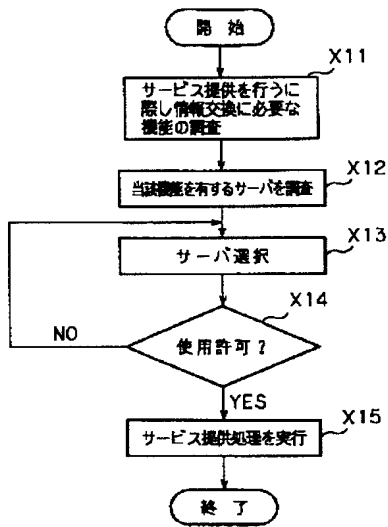 開始
X11
サービス提供を行うに
際し情報交換に必要な
機能の調査
X12
当該機能を有するサーバを調査
X13
サーバ選択
X14
使用許可?
NO
YES
X15
サービス提供処理を実行
終了